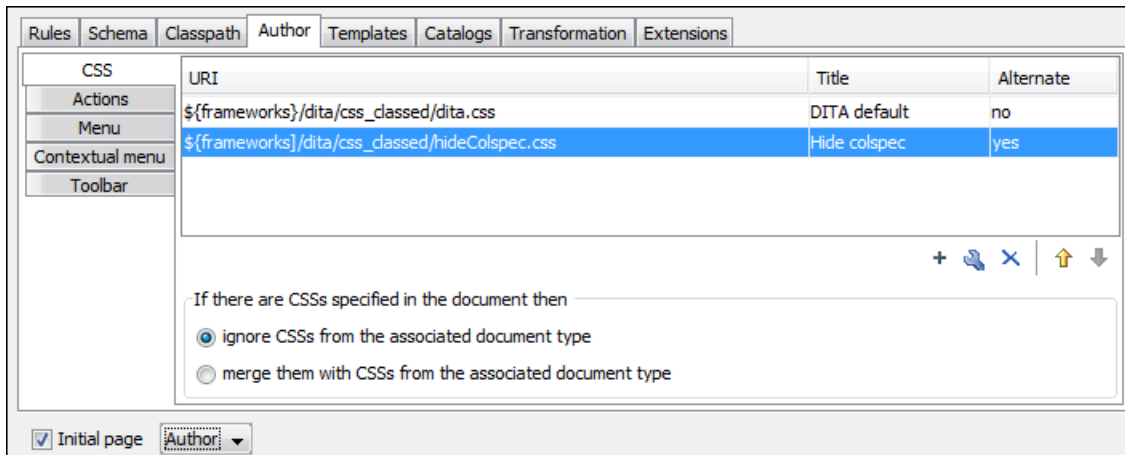 Rules Schema Classpath Author Templates Catalogs Transformation Extensions
CSS
Actions
Menu
Contextual menu
Toolbar
URI Title Alternate
${frameworks}/dita/css_classed/dita.css DITA default no
${frameworks]/dita/css_classed/hideColspec.css Hide colspec yes
If there are CSSs specified in the document then
ignore CSSs from the associated document type
merge them with CSSs from the associated document type
Initial page Author